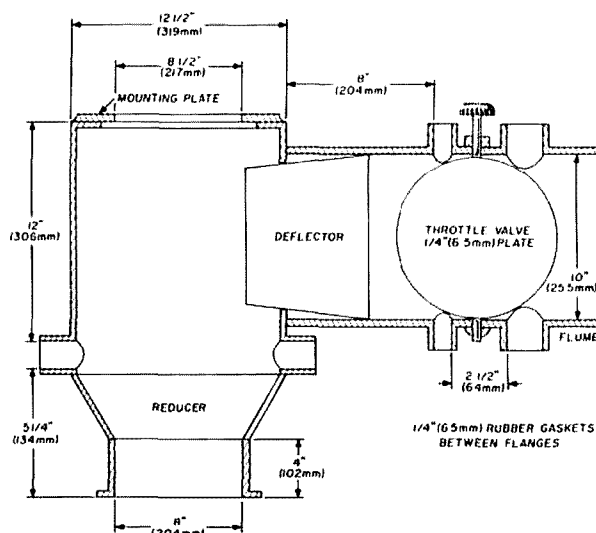 12 1/2"
(319mm)
8 1/2"
(217mm)
MOUNTING PLATE
8"
(204mm)
12"
(306mm)
DEFLECTOR
THROTTLE VALVE
1/4"(6.5mm) PLATE
10"
(255mm)
FLUME
2 1/2"
(64mm)
REDUCER
5 1/4"
(134mm)
4"
(102mm)
1/4"(6.5mm) RUBBER GASKETS
BETWEEN FLANGES
8"
(204mm)